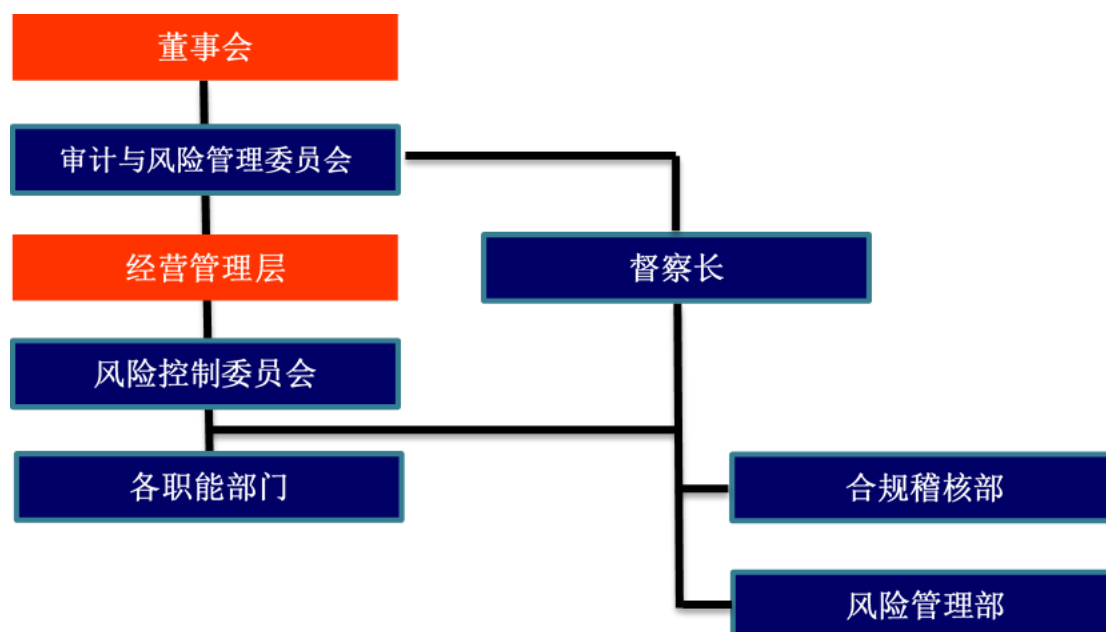 董事会
审计与风险管理委员会
经营管理层
督察长
风险控制委员会
各职能部门
合规稽核部
风险管理部